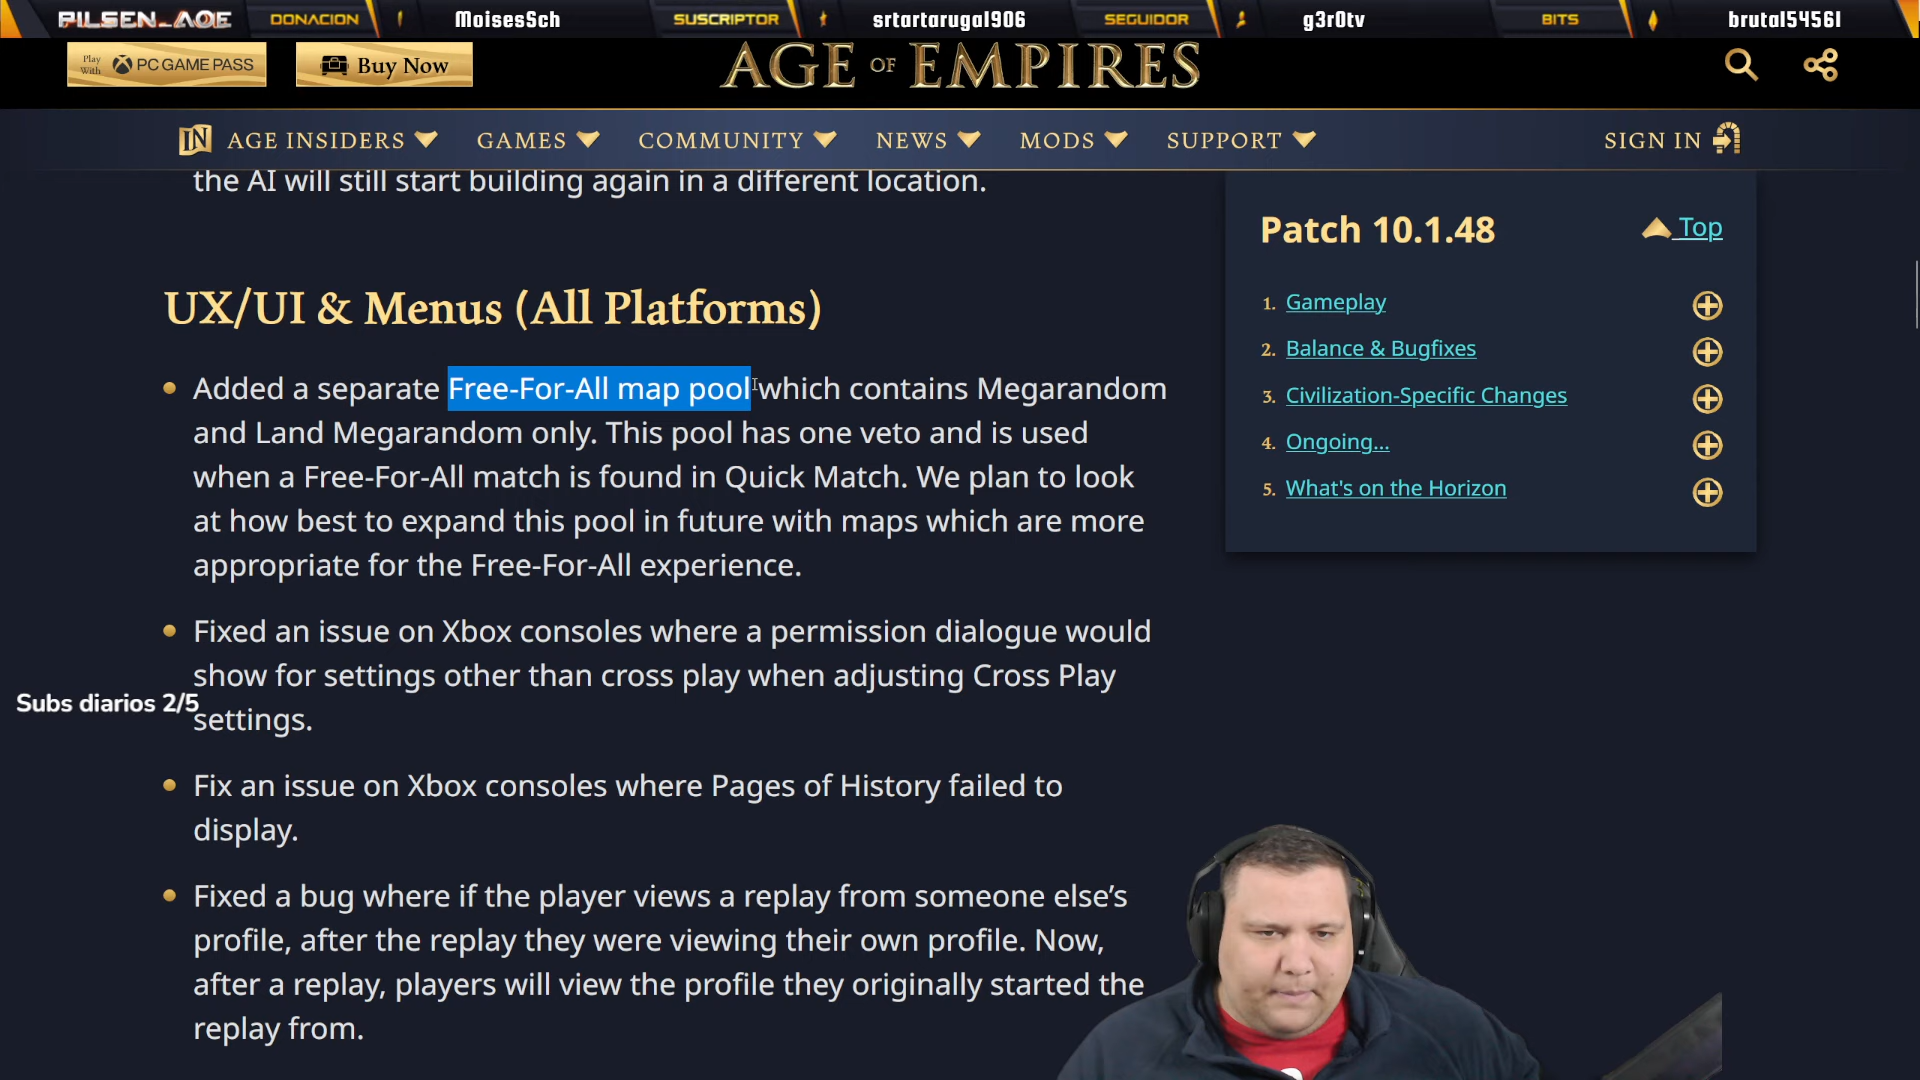 PILSEN_AOE DONACION MoisesSch SUSCRIPTOR srtartaruga1906 SEGUIDOR g3r0tv BITS brutal54561
Play With PC GAME PASS Buy Now AGE OF EMPIRES
IN AGE INSIDERS GAMES COMMUNITY NEWS MODS SUPPORT SIGN IN
the AI will still start building again in a different location.
Patch 10.1.48 Top
1. Gameplay
2. Balance & Bugfixes
3. Civilization-Specific Changes
4. Ongoing...
5. What's on the Horizon
UX/UI & Menus (All Platforms)
Added a separate Free-For-All map pool which contains Megarandom
and Land Megarandom only. This pool has one veto and is used
when a Free-For-All match is found in Quick Match. We plan to look
at how best to expand this pool in future with maps which are more
appropriate for the Free-For-All experience.
Fixed an issue on Xbox consoles where a permission dialogue would
show for settings other than cross play when adjusting Cross Play
settings.
Subs diarios 2/5
Fix an issue on Xbox consoles where Pages of History failed to
display.
Fixed a bug where if the player views a replay from someone else’s
profile, after the replay they were viewing their own profile. Now,
after a replay, players will view the profile they originally started the
replay from.